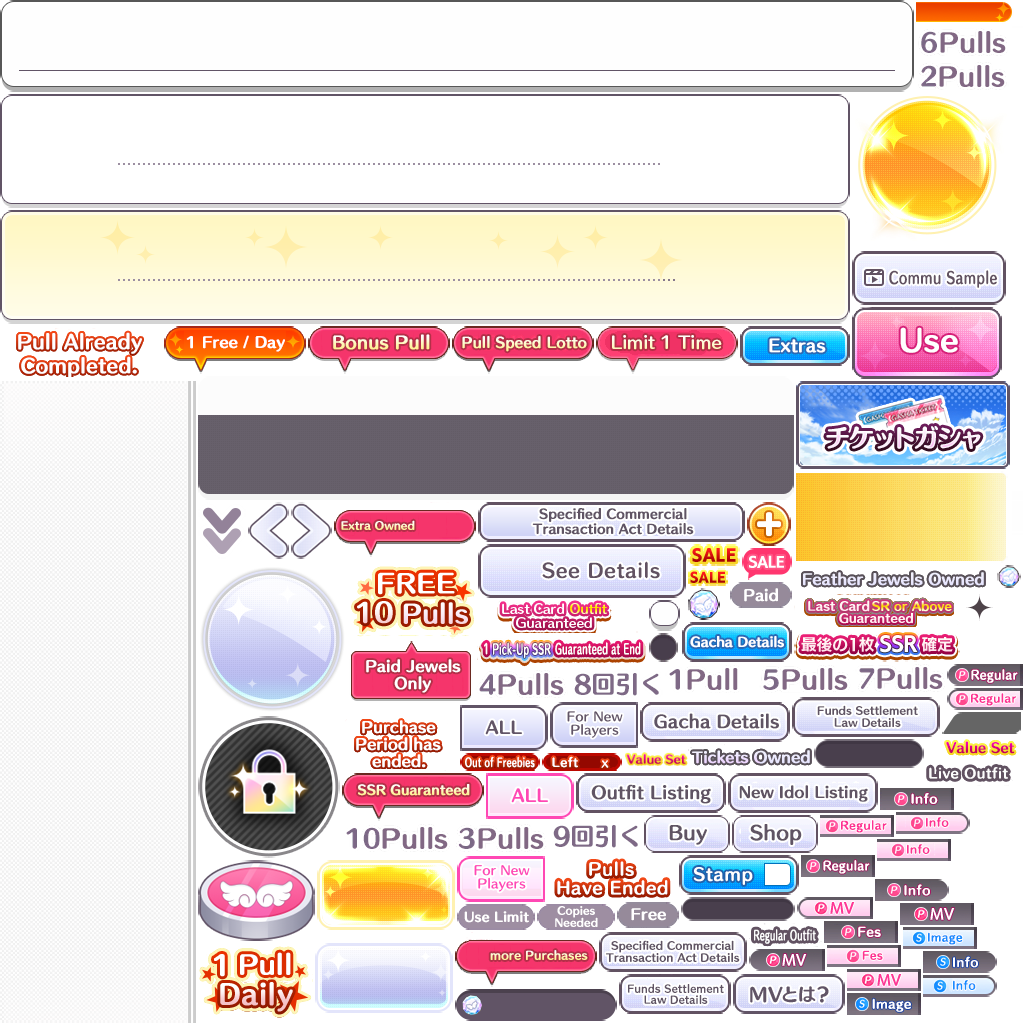 6Pulls
2Pulls
Commu Sample
Pull Already
Completed.
1 Free / Day
Bonus Pull
Pull Speed Lotto
Limit 1 Time
Extras
Use
チケットガシャ
Extra Owned
Specified Commercial
Transaction Act Details
SALE
SALE
SALE
See Details
Paid
Feather Jewels Owned
FREE
10 Pulls
Last Card Outfit
Guaranteed
Last Card SR or Above
Guaranteed
1 Pick-Up SSR Guaranteed at End
Gacha Details
最後の1枚SSR確定
Paid Jewels
Only
4Pulls
8回引く
1Pull
5Pulls
7Pulls
Regular
Regular
Purchase
Period has
ended.
ALL
For New
Players
Gacha Details
Funds Settlement
Law Details
Out of Freebies
Left x
Value Set
Tickets Owned
Value Set
Live Outfit
SSR Guaranteed
ALL
Outfit Listing
New Idol Listing
Info
10Pulls
3Pulls
9回引く
Buy
Shop
Regular
Info
Info
For New
Players
Pulls
Have Ended
Stamp
Regular
Info
Use Limit
Copies
Needed
Free
MV
MV
1 Pull
Daily
more Purchases
Specified Commercial
Transaction Act Details
Regular Outfit
Fes
Image
MV
Fes
Info
Funds Settlement
Law Details
MVとは?
MV
Info
Image